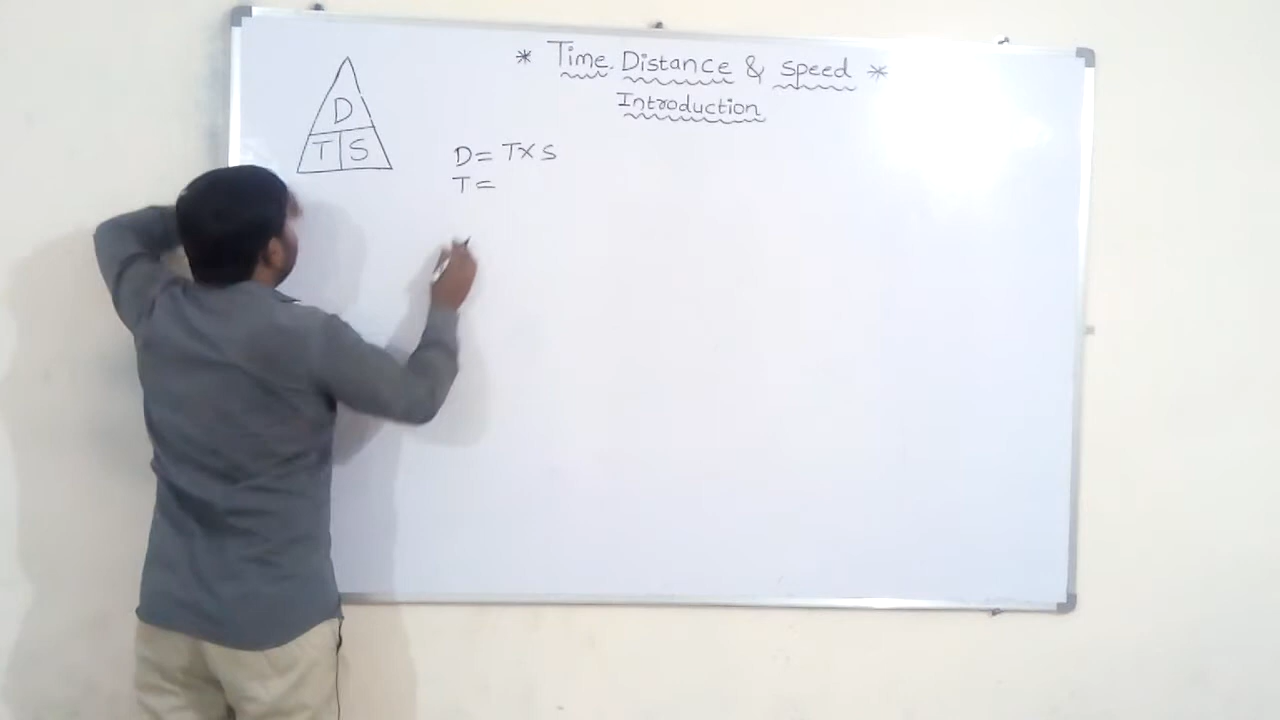 * Time, Distance & Speed *
Introduction
D
T S
D = T × S
T =